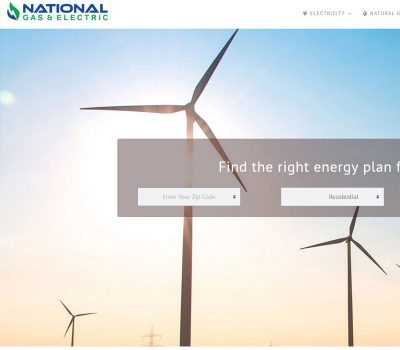 NATIONAL
GAS & ELECTRIC
ELECTRICITY
NATURAL G
Find the right energy plan f
Enter Your Zip Code
Residential